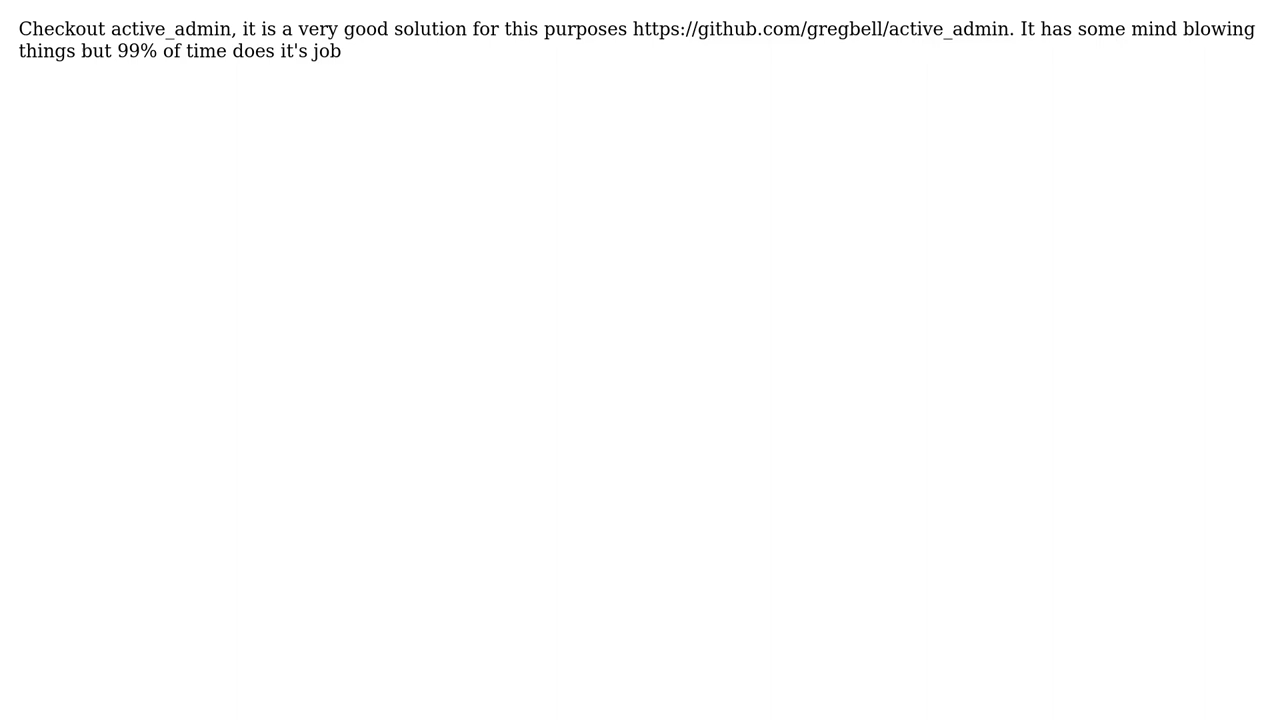 Checkout active_admin, it is a very good solution for this purposes https://github.com/gregbell/active_admin. It has some mind blowing
things but 99% of time does it's job